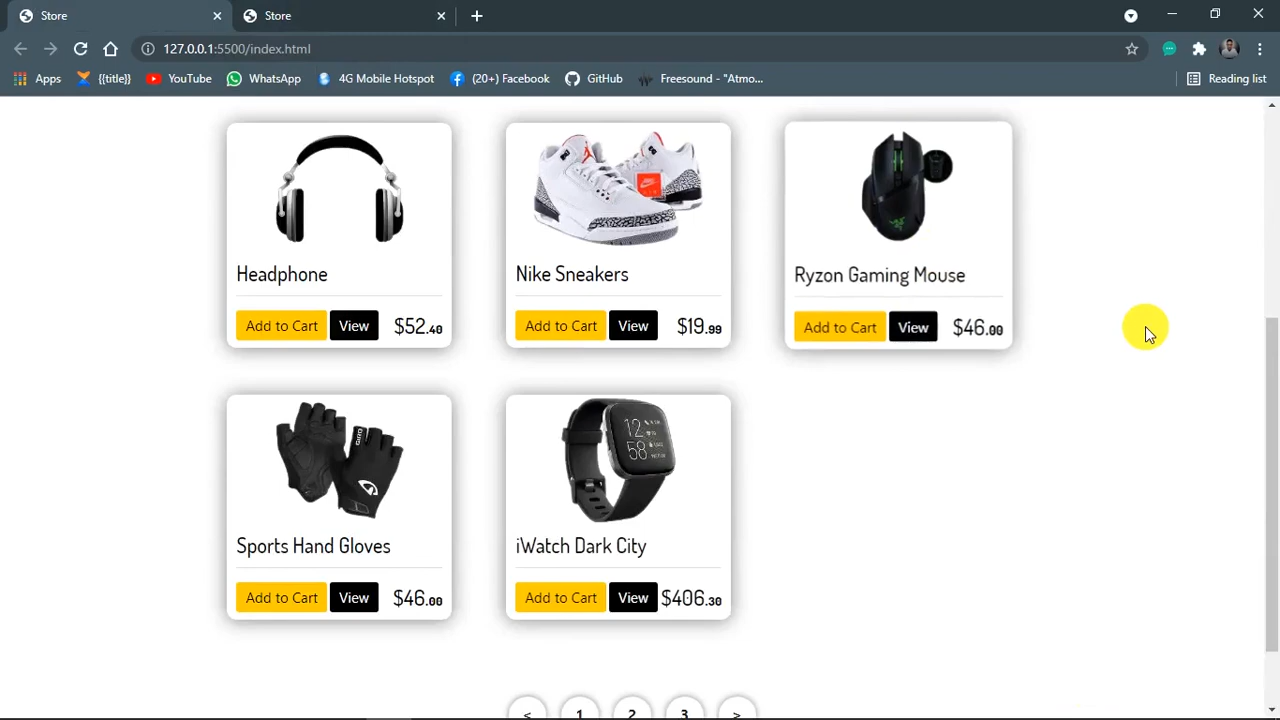 Store
Store
127.0.0.1:5500/index.html
Apps
{{title}
YouTube
WhatsApp
4G Mobile Hotspot
(20+) Facebook
GitHub
Freesound - "Atmo...
Reading list
Headphone
Add to Cart View $52.40
Nike Sneakers
Add to Cart View $19.99
Ryzon Gaming Mouse
Add to Cart View $46.00
GIRO
Sports Hand Gloves
Add to Cart View $46.00
12
58
iWatch Dark City
Add to Cart View $406.30
< 1 2 3 >